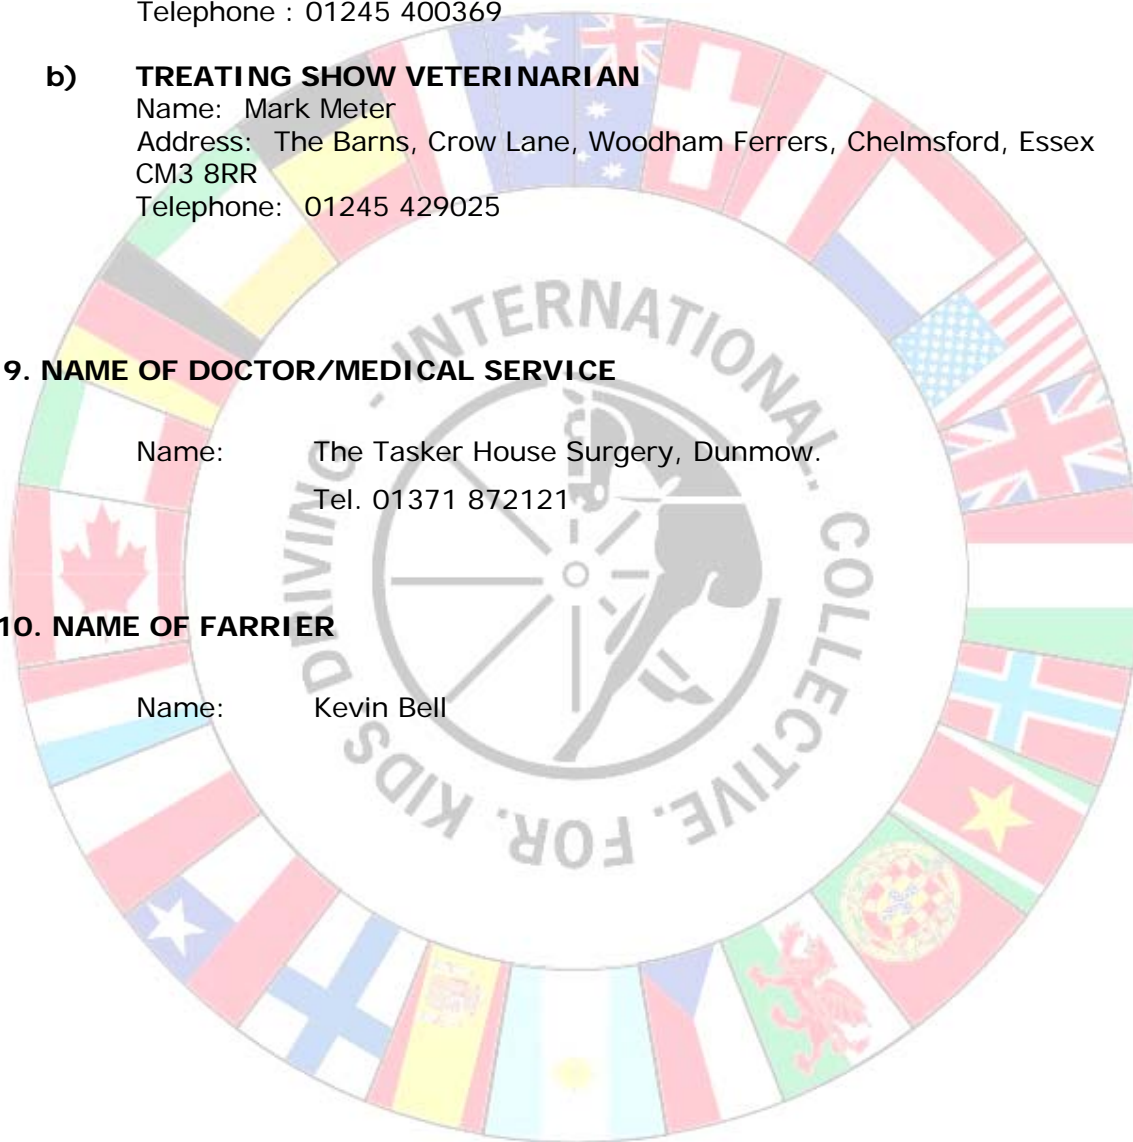 Telephone : 01245 400369
b) TREATING SHOW VETERINARIAN
Name: Mark Meter
Address: The Barns, Crow Lane, Woodham Ferrers, Chelmsford, Essex
CM3 8RR
Telephone: 01245 429025
9. NAME OF DOCTOR/MEDICAL SERVICE
Name: The Tasker House Surgery, Dunmow.
Tel. 01371 872121
10. NAME OF FARRIER
Name: Kevin Bell
- INTERNATIONAL. COLLECTIVE. FOR. KIDS DRIVING